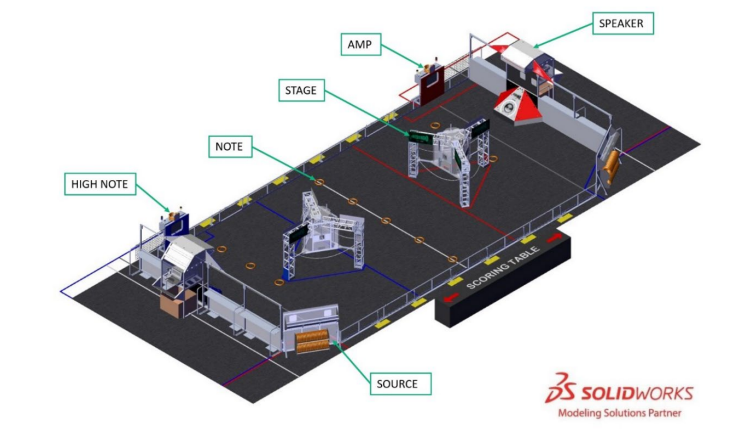 SPEAKER
AMP
STAGE
NOTE
HIGH NOTE
SCORING TABLE
SOURCE
SOLIDWORKS
Modeling Solutions Partner